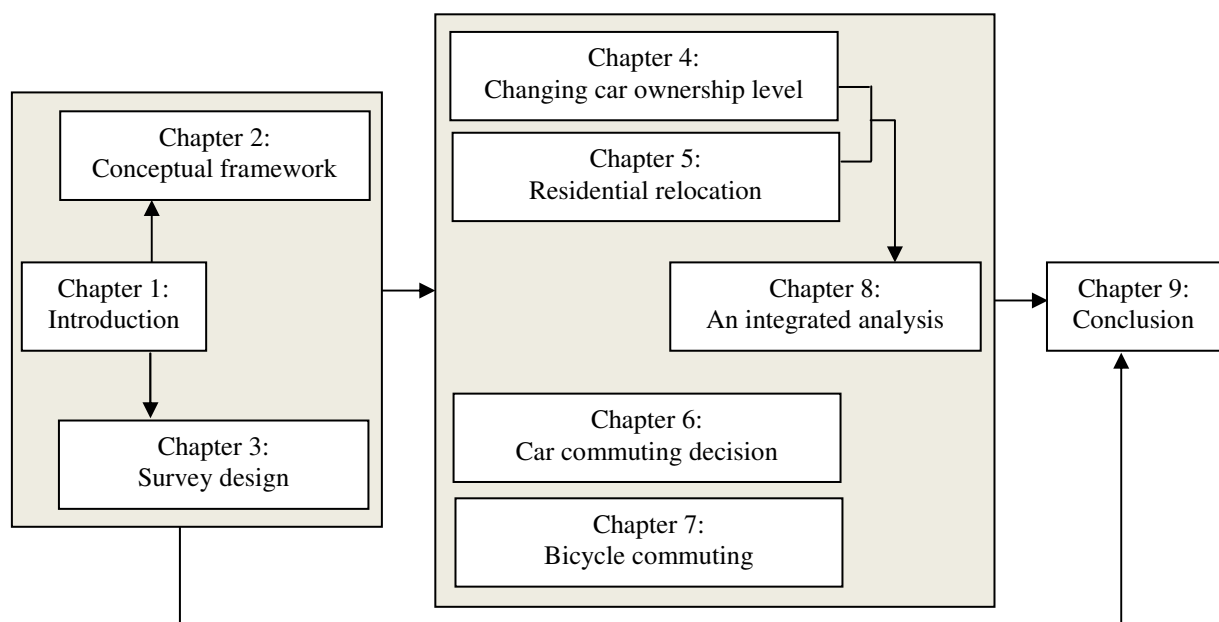 Chapter 2:
Conceptual framework
Chapter 1:
Introduction
Chapter 3:
Survey design
Chapter 4:
Changing car ownership level
Chapter 5:
Residential relocation
Chapter 8:
An integrated analysis
Chapter 6:
Car commuting decision
Chapter 7:
Bicycle commuting
Chapter 9:
Conclusion